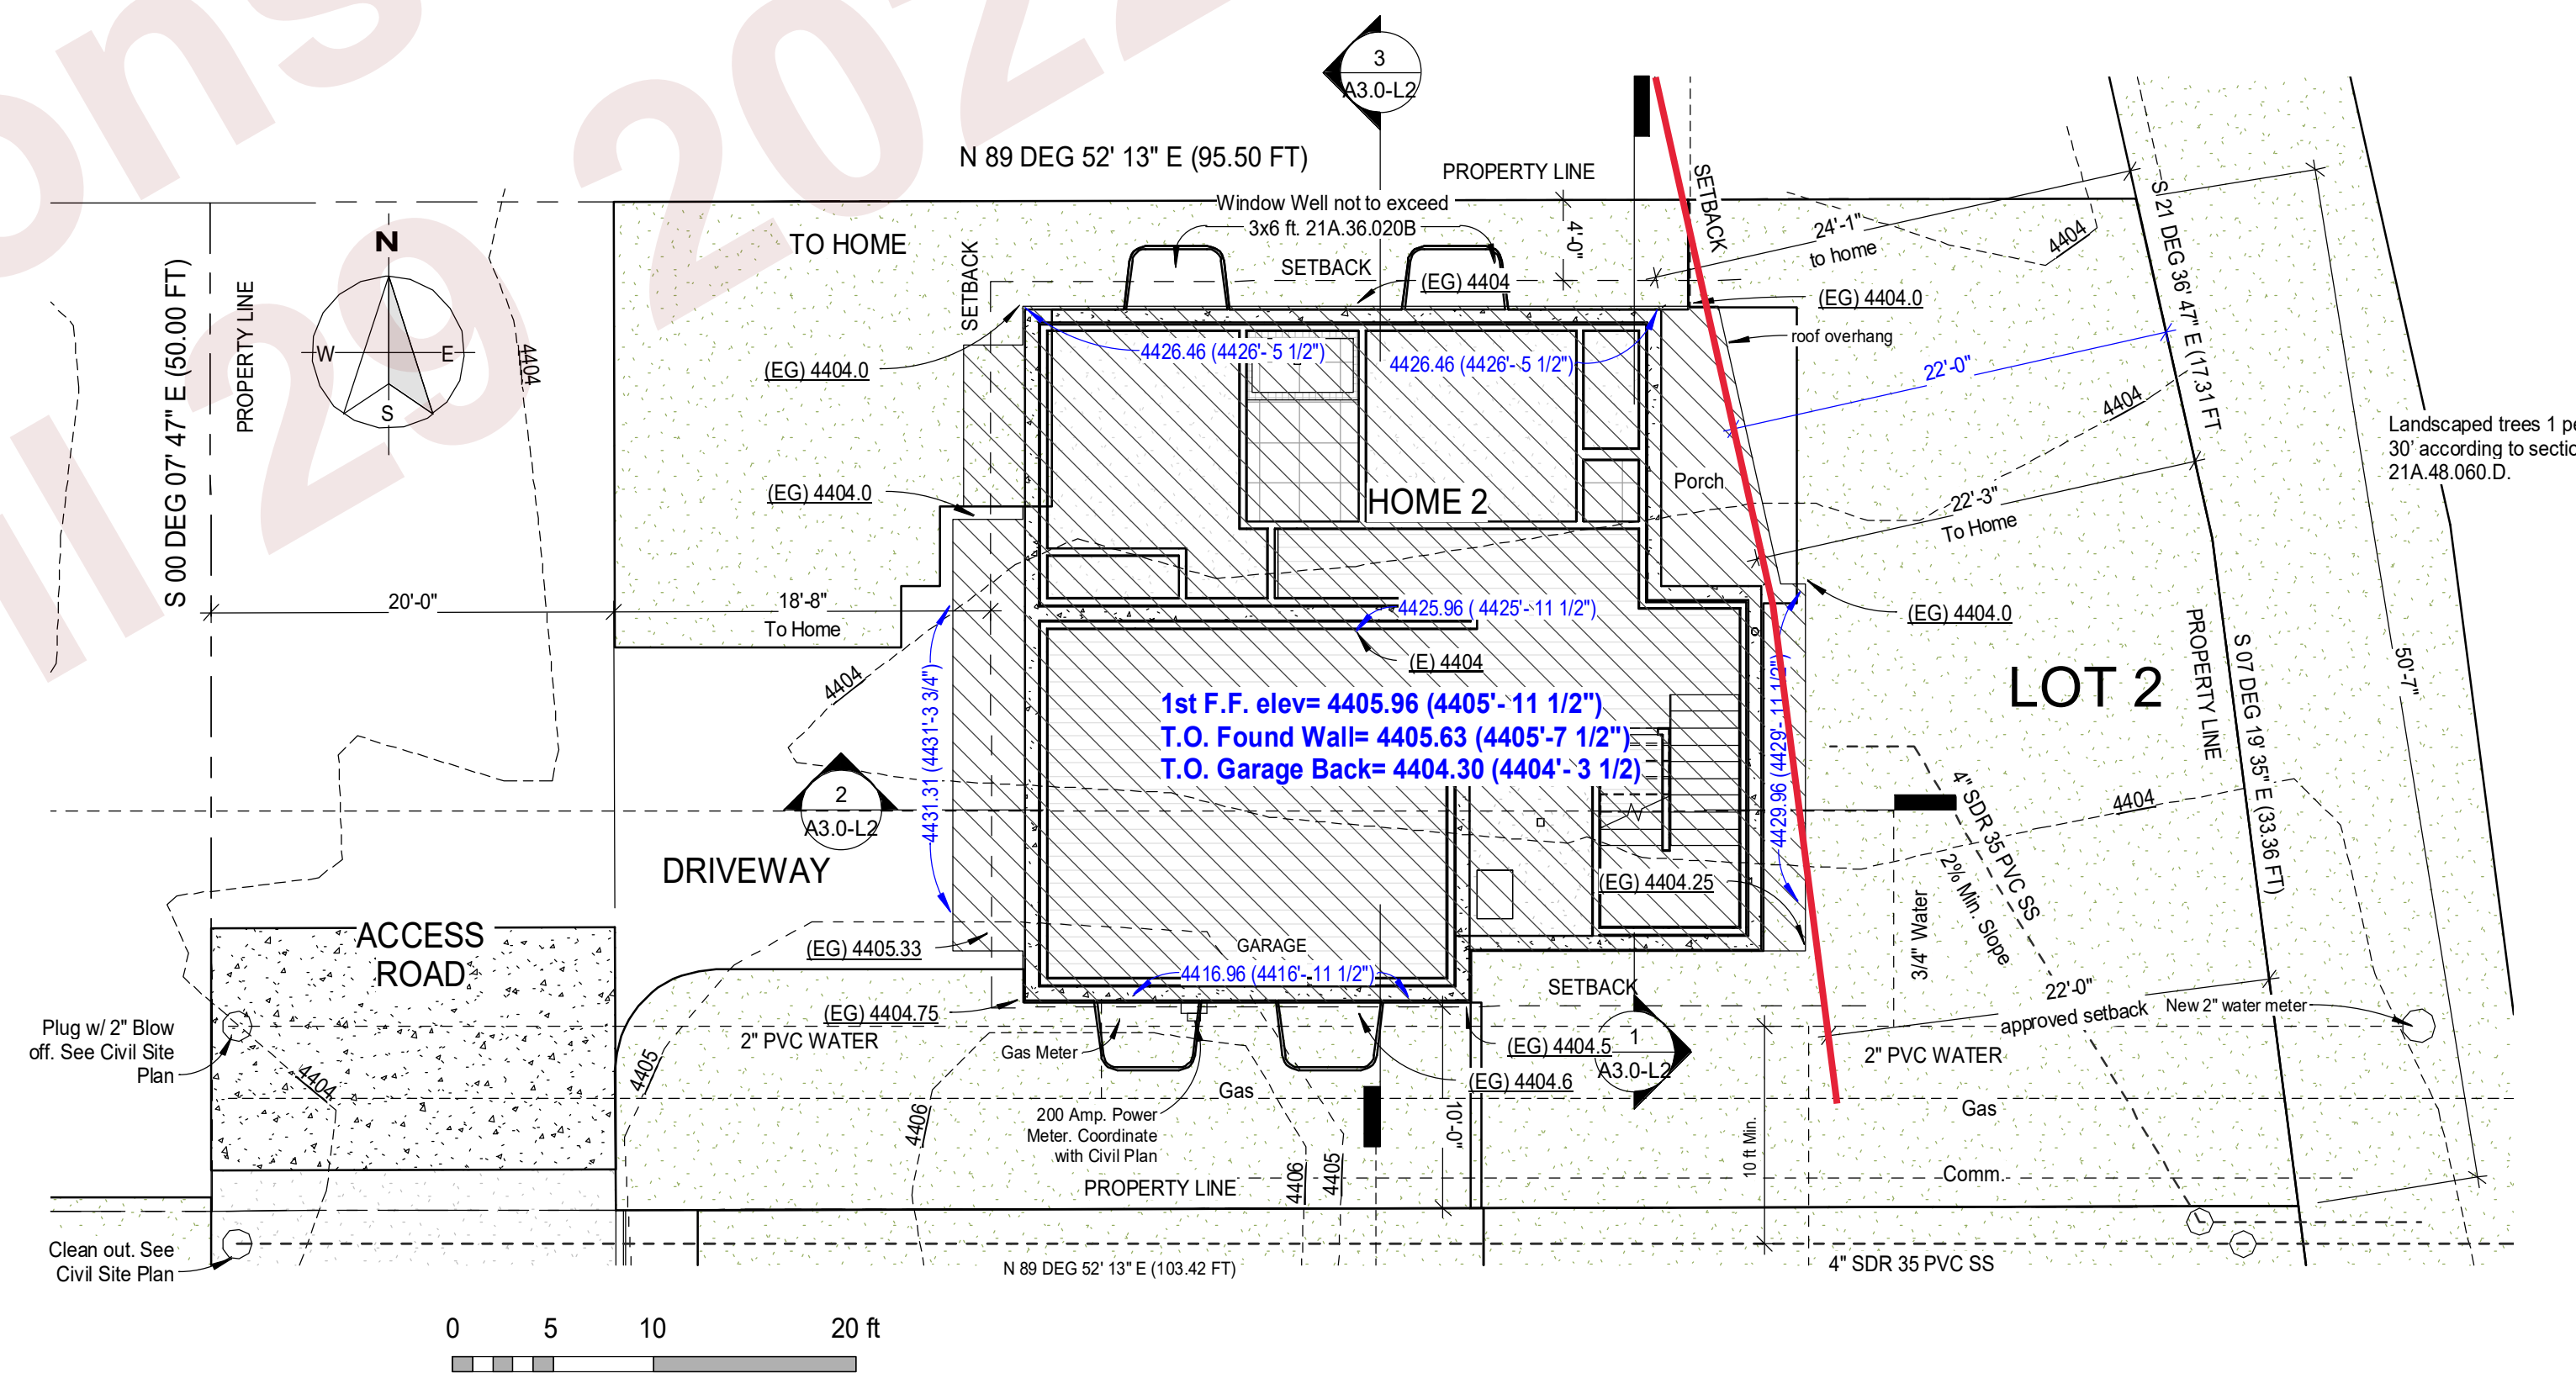 3
A3.0-L2
N 89 DEG 52' 13" E (95.50 FT)
PROPERTY LINE
Window Well not to exceed
3x6 ft. 21A.36.020B
4'-0"
SETBACK
SETBACK
SETBACK
TO HOME
N
W
E
S
S 00 DEG 07' 47" E (50.00 FT)
PROPERTY LINE
4404
24'-1"
to home
4404
S 21 DEG 36' 47" E (17.31 FT
(EG) 4404
(EG) 4404.0
roof overhang
4426.46 (4426'- 5 1/2")
4426.46 (4426'- 5 1/2")
(EG) 4404.0
22'-0"
4404
Landscaped trees 1 pe
30' according to sectio
21A.48.060.D.
Porch
HOME 2
(EG) 4404.0
22'-3"
To Home
20'-0"
18'-8"
To Home
4425.96 ( 4425'- 11 1/2")
(EG) 4404.0
(E) 4404
4404
LOT 2
PROPERTY LINE
S 07 DEG 19' 35" E (33.36 FT)
50'-7"
1st F.F. elev= 4405.96 (4405'- 11 1/2")
T.O. Found Wall= 4405.63 (4405'-7 1/2")
T.O. Garage Back= 4404.30 (4404'- 3 1/2)
4431.31 (4431'-3 3/4")
4429.96 (4429'- 11 1/2")
2
A3.0-L2
4404
4" SDR 35 PVC SS
2% Min. Slope
3/4" Water
DRIVEWAY
(EG) 4404.25
ACCESS
ROAD
(EG) 4405.33
GARAGE
4416.96 (4416'- 11 1/2")
SETBACK
22'-0"
approved setback
New 2" water meter
(EG) 4404.75
2" PVC WATER
Gas Meter
(EG) 4404.5
1
A3.0-L2
2" PVC WATER
Plug w/ 2" Blow
off. See Civil Site
Plan
4404
4405
(EG) 4404.6
Gas
Gas
4406
200 Amp. Power
Meter. Coordinate
with Civil Plan
10'-0"
10 ft Min.
4406
4405
Comm.
PROPERTY LINE
Clean out. See
Civil Site Plan
N 89 DEG 52' 13" E (103.42 FT)
4" SDR 35 PVC SS
0 5 10 20 ft
ons
ll 29 2022